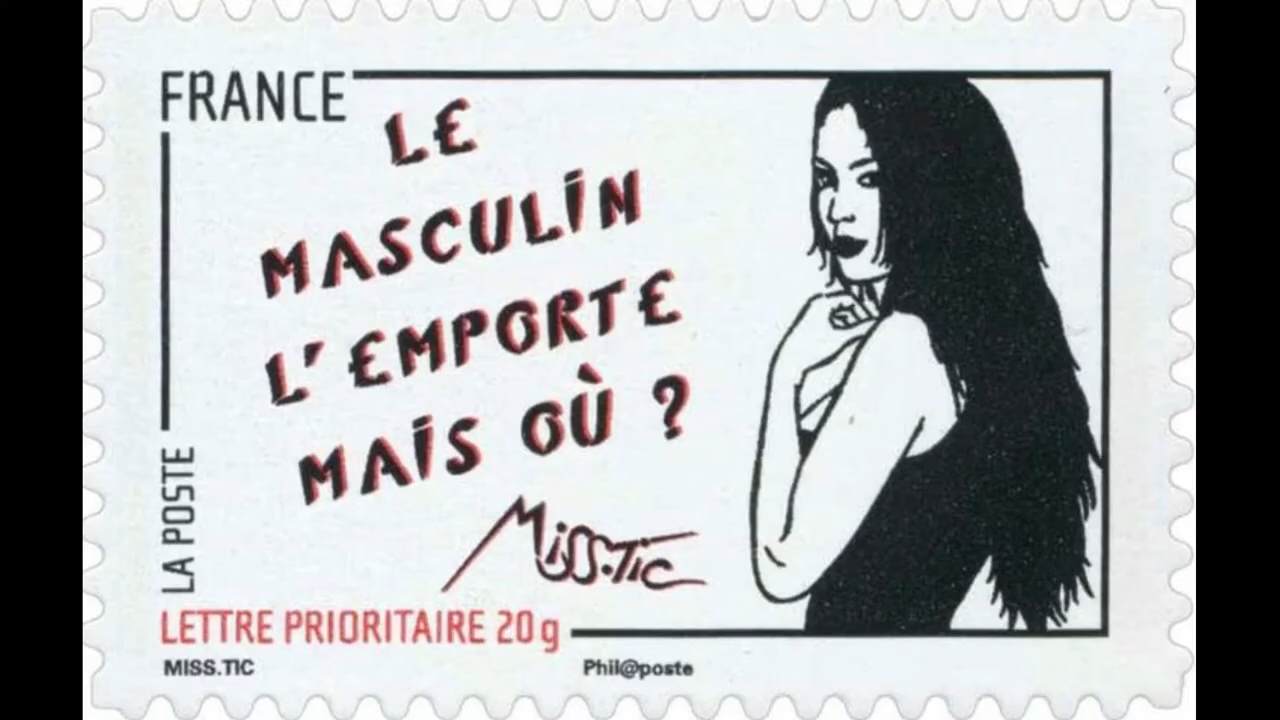 FRANCE
LE
MASCULIN
L'EMPORTE
MAIS OÙ ?
MISS.TIC
LA POSTE
LETTRE PRIORITAIRE 20g
MISS.TIC
Phil@poste